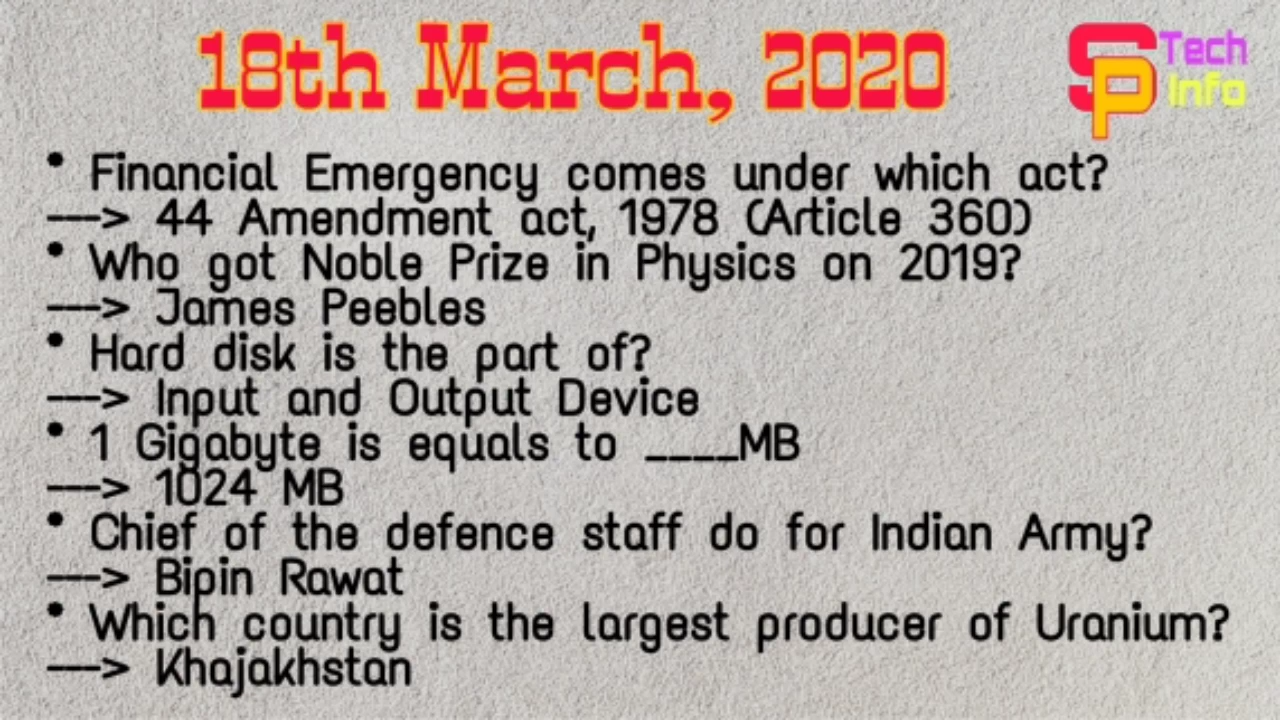 18th March, 2020
SP Tech Info
• Financial Emergency comes under which act?
---> 44 Amendment act, 1978 (Article 360)
• Who got Noble Prize in Physics on 2019?
---> James Peebles
• Hard disk is the part of?
---> Input and Output Device
• 1 Gigabyte is equals to ____MB
---> 1024 MB
• Chief of the defence staff do for Indian Army?
---> Bipin Rawat
• Which country is the largest producer of Uranium?
---> Khajakhstan